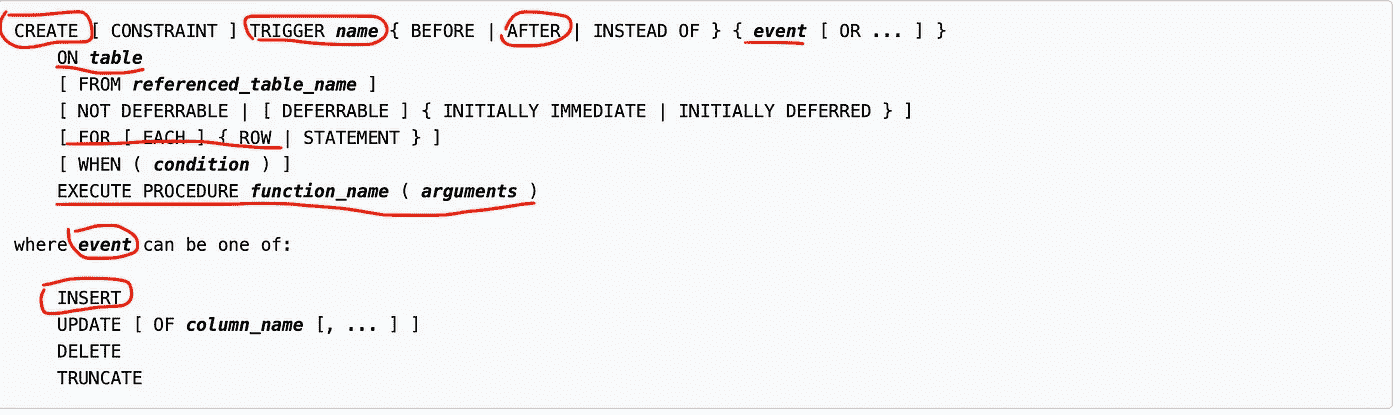 CREATE [ CONSTRAINT ] TRIGGER name { BEFORE | AFTER | INSTEAD OF } { event [ OR ... ] }
ON table
[ FROM referenced_table_name ]
[ NOT DEFERRABLE | [ DEFERRABLE ] { INITIALLY IMMEDIATE | INITIALLY DEFERRED } ]
[ FOR [ EACH ] { ROW | STATEMENT } ]
[ WHEN ( condition ) ]
EXECUTE PROCEDURE function_name ( arguments )
where event can be one of:
INSERT
UPDATE [ OF column_name [, ... ] ]
DELETE
TRUNCATE